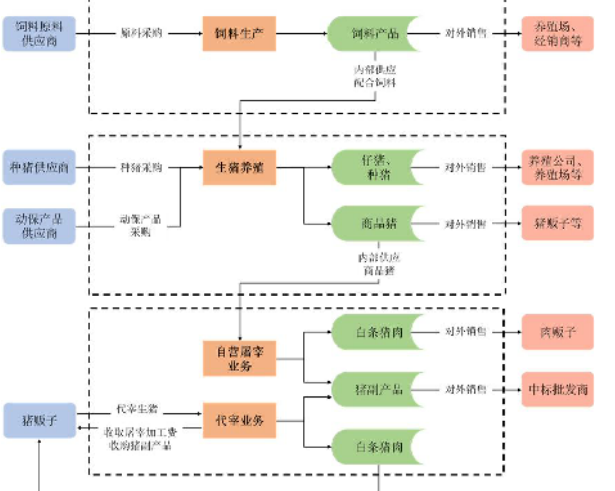 饲料原料
供应商
原料采购
饲料生产
饲料产品
对外销售
养殖场、
经销商等
内部供应
配合饲料
种猪供应商
种猪采购
生猪养殖
仔猪、
种猪
对外销售
养殖公司、
养殖场等
动保产品
供应商
动保产品
采购
商品猪
对外销售
猪贩子等
内部供应
商品猪
自营屠宰
业务
白条猪肉
对外销售
肉贩子
猪副产品
对外销售
中标批发商
猪贩子
代宰生猪
收取屠宰加工费
收购猪副产品
代宰业务
白条猪肉